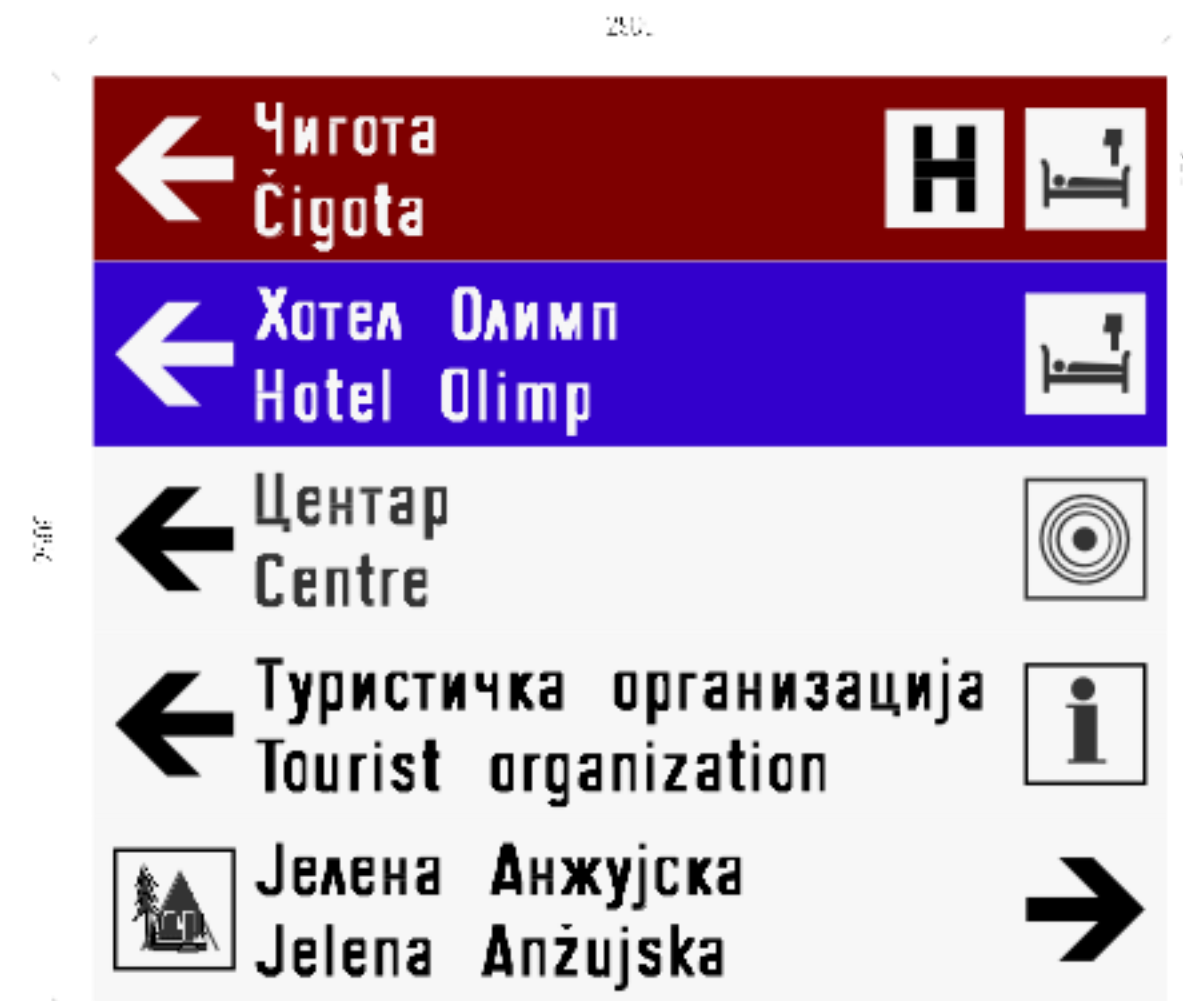 Чигота
Čigota
H
Хотел Олимп
Hotel Olimp
Центар
Centre
Туристичка организација
Tourist organization
i
Јелена Анжујска
Jelena Anžujska